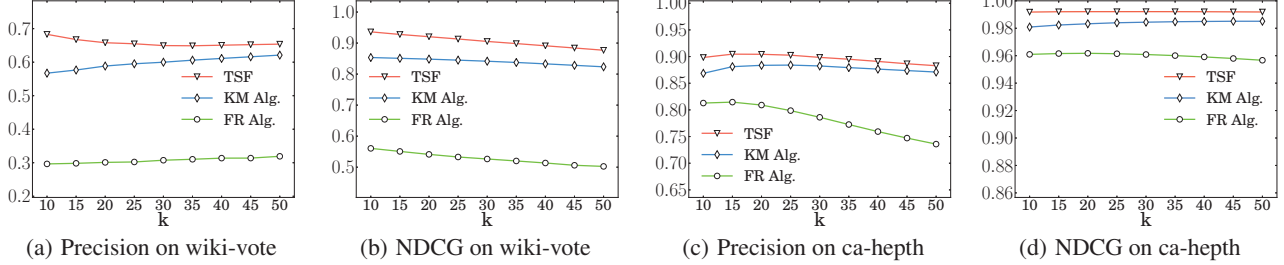 0.7
0.6
0.5
0.4
0.3
0.2
10 15 20 25 30 35 40 45 50
k
TSF
KM Alg.
FR Alg.
(a) Precision on wiki-vote
1.0
0.9
0.8
0.7
0.6
0.5
10 15 20 25 30 35 40 45 50
k
TSF
KM Alg.
FR Alg.
(b) NDCG on wiki-vote
1.00
0.95
0.90
0.85
0.80
0.75
0.70
0.65
10 15 20 25 30 35 40 45 50
k
TSF
KM Alg.
FR Alg.
(c) Precision on ca-hepth
1.00
0.98
0.96
0.94
0.92
0.90
0.88
0.86
10 15 20 25 30 35 40 45 50
k
TSF
KM Alg.
FR Alg.
(d) NDCG on ca-hepth